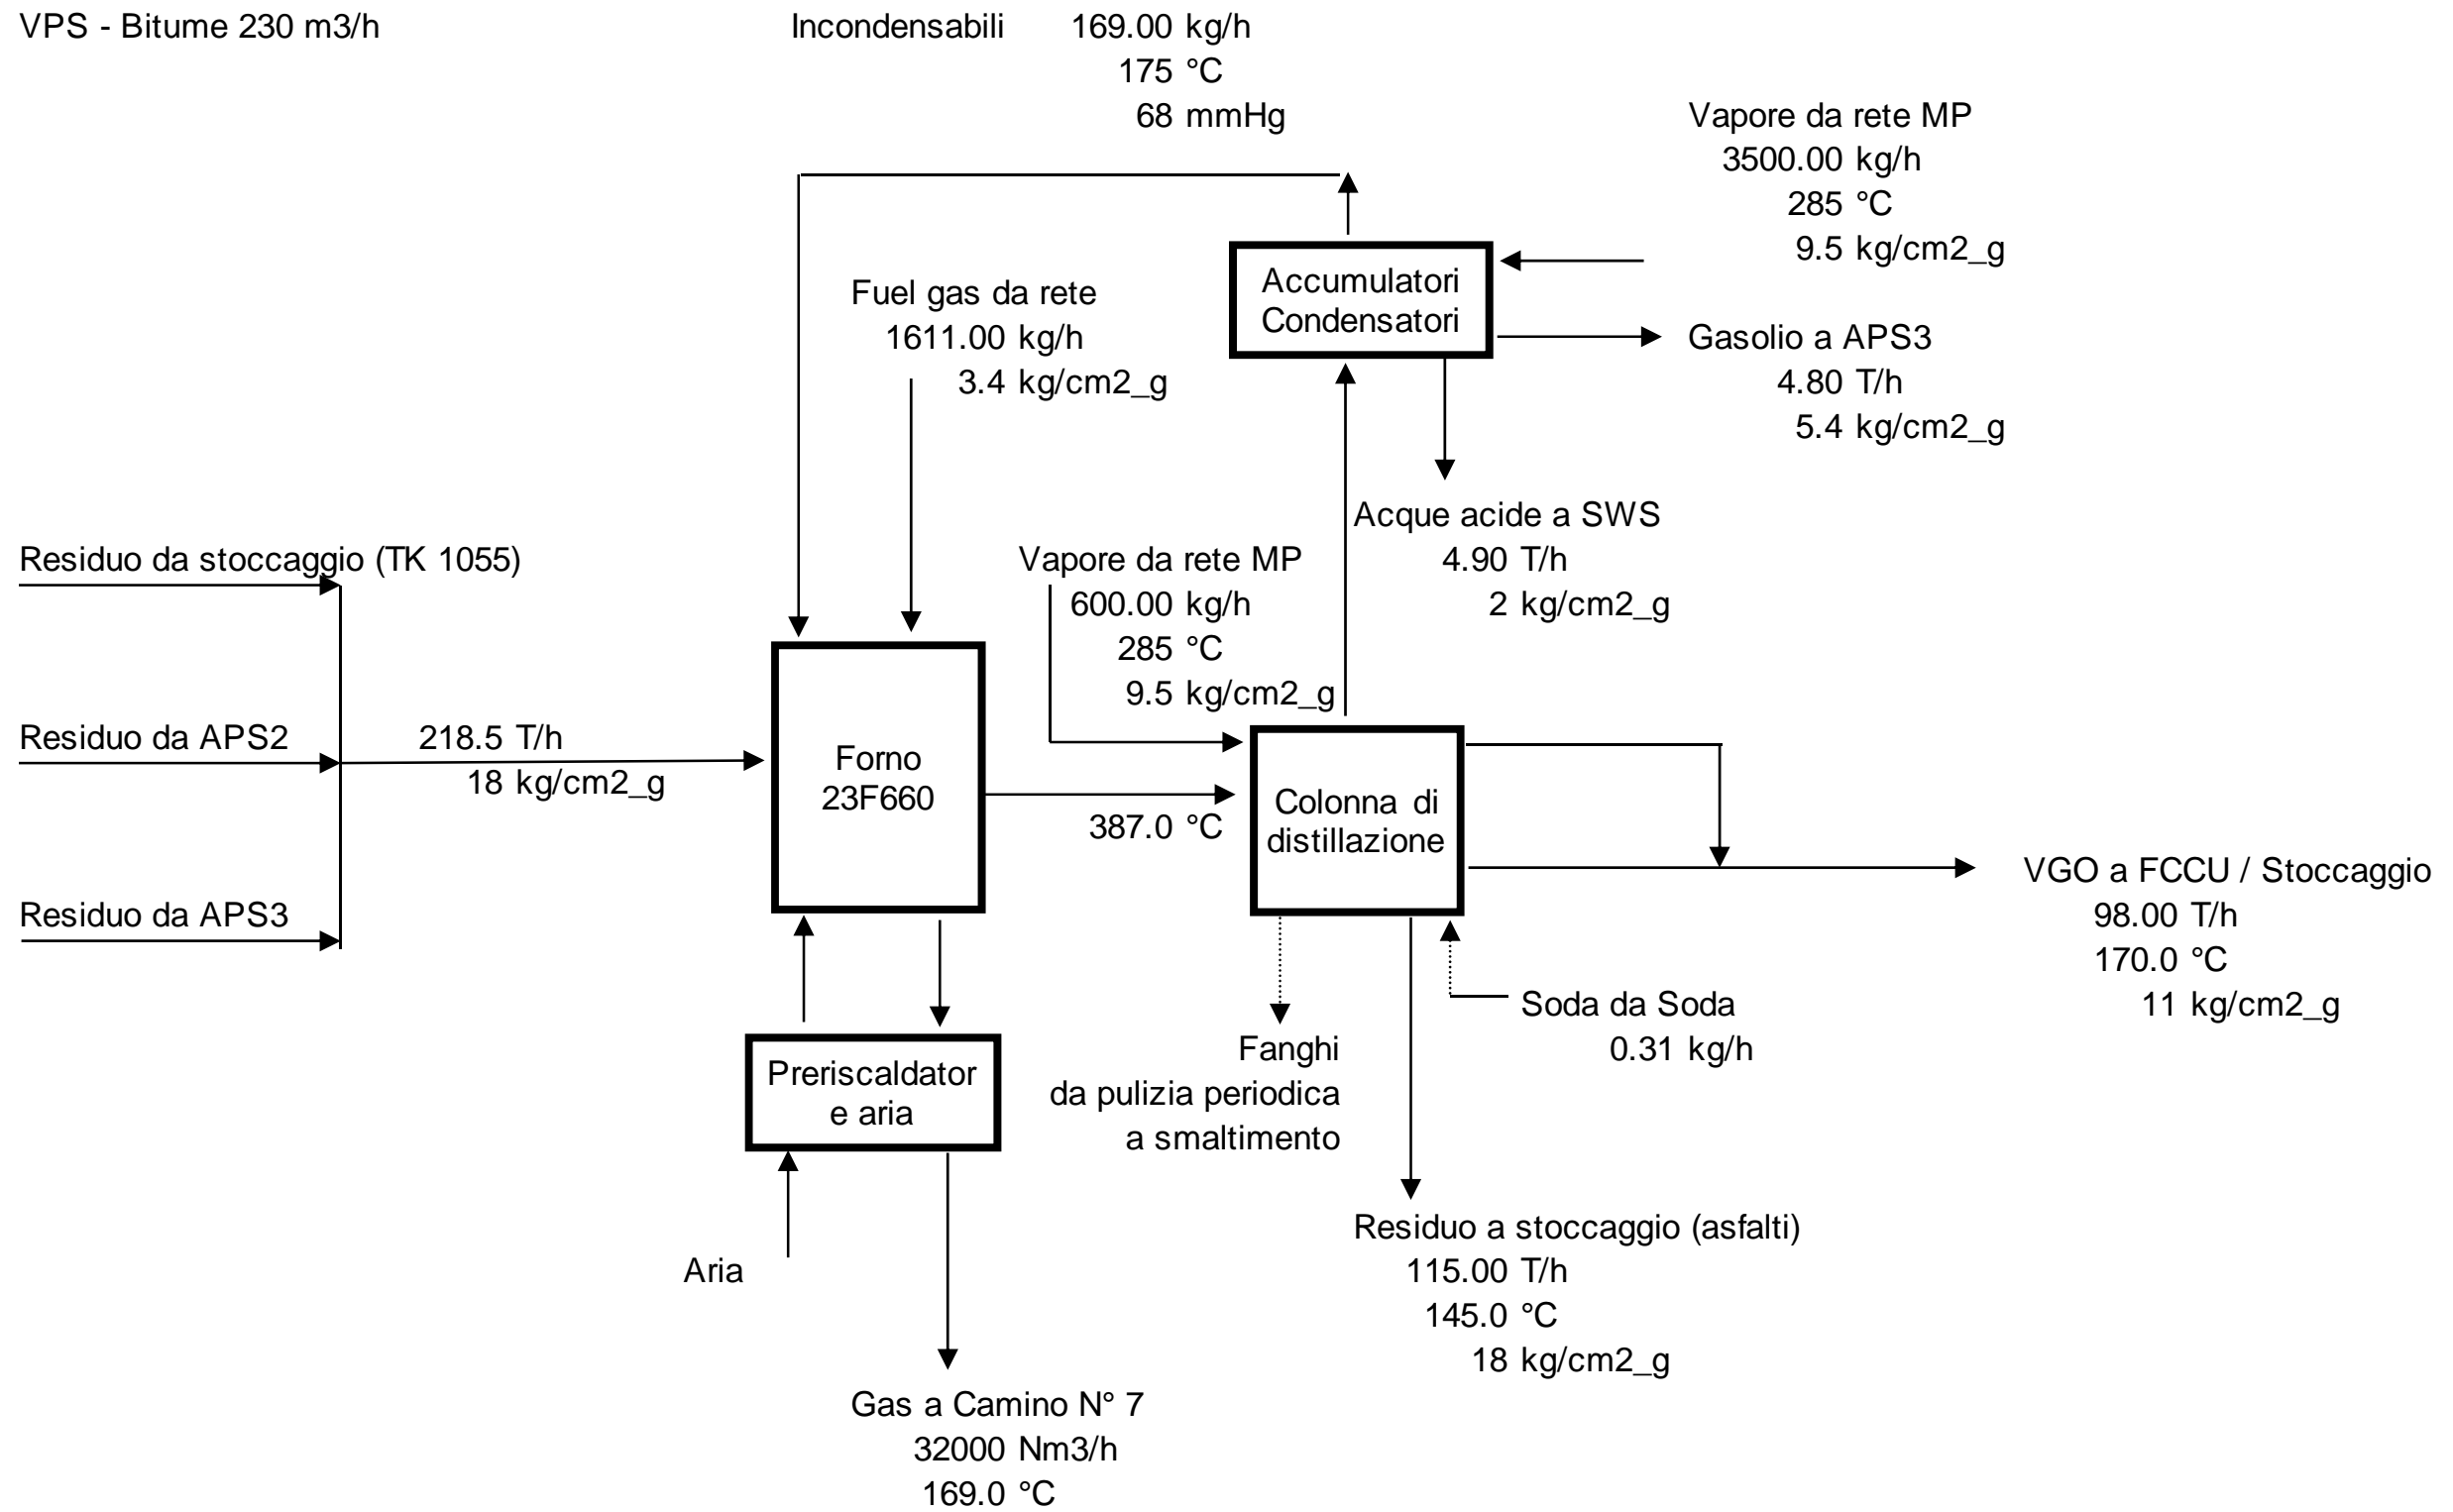 VPS - Bitume 230 m3/h
Incondensabili 169.00 kg/h
175 °C
68 mmHg
Vapore da rete MP
3500.00 kg/h
285 °C
9.5 kg/cm2_g
Accumulatori
Condensatori
Fuel gas da rete
1611.00 kg/h
3.4 kg/cm2_g
Gasolio a APS3
4.80 T/h
5.4 kg/cm2_g
Acque acide a SWS
4.90 T/h
2 kg/cm2_g
Residuo da stoccaggio (TK 1055)
Vapore da rete MP
600.00 kg/h
285 °C
9.5 kg/cm2_g
Residuo da APS2
218.5 T/h
18 kg/cm2_g
Forno
23F660
387.0 °C
Colonna di
distillazione
Residuo da APS3
VGO a FCCU / Stoccaggio
98.00 T/h
170.0 °C
11 kg/cm2_g
Soda da Soda
0.31 kg/h
Fanghi
da pulizia periodica
a smaltimento
Preriscaldator
e aria
Residuo a stoccaggio (asfalti)
115.00 T/h
145.0 °C
18 kg/cm2_g
Aria
Gas a Camino N° 7
32000 Nm3/h
169.0 °C